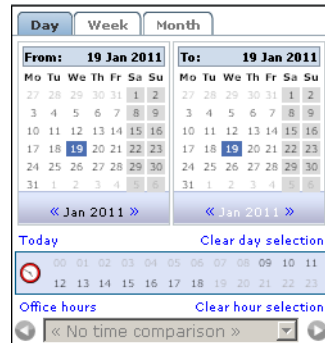 Day Week Month
From: 19 Jan 2011 To: 19 Jan 2011
Mo Tu We Th Fr Sa Su Mo Tu We Th Fr Sa Su
27 28 29 30 31 1 2 27 28 29 30 31 1 2
3 4 5 6 7 8 9 3 4 5 6 7 8 9
10 11 12 13 14 15 16 10 11 12 13 14 15 16
17 18 19 20 21 22 23 17 18 19 20 21 22 23
24 25 26 27 28 29 30 24 25 26 27 28 29 30
31 1 2 3 4 5 6 31 1 2 3 4 5 6
« Jan 2011 » « Jan 2011 »
Today Clear day selection
00 01 02 03 04 05 06 07 08 09 10 11
12 13 14 15 16 17 18 19 20 21 22 23
Office hours Clear hour selection
« No time comparison »